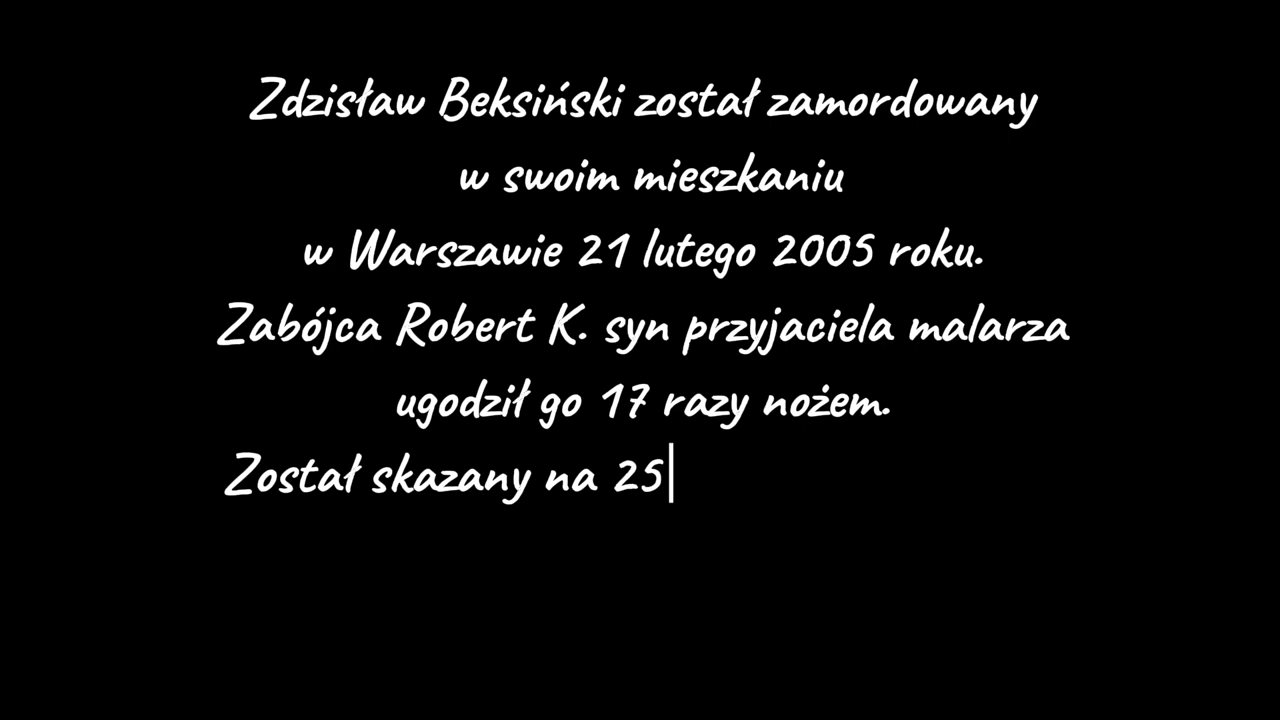 Zdzisław Beksiński został zamordowany
w swoim mieszkaniu
w Warszawie 21 lutego 2005 roku.
Zabójca Robert K. syn przyjaciela malarza
ugodził go 17 razy nożem.
Został skazany na 25